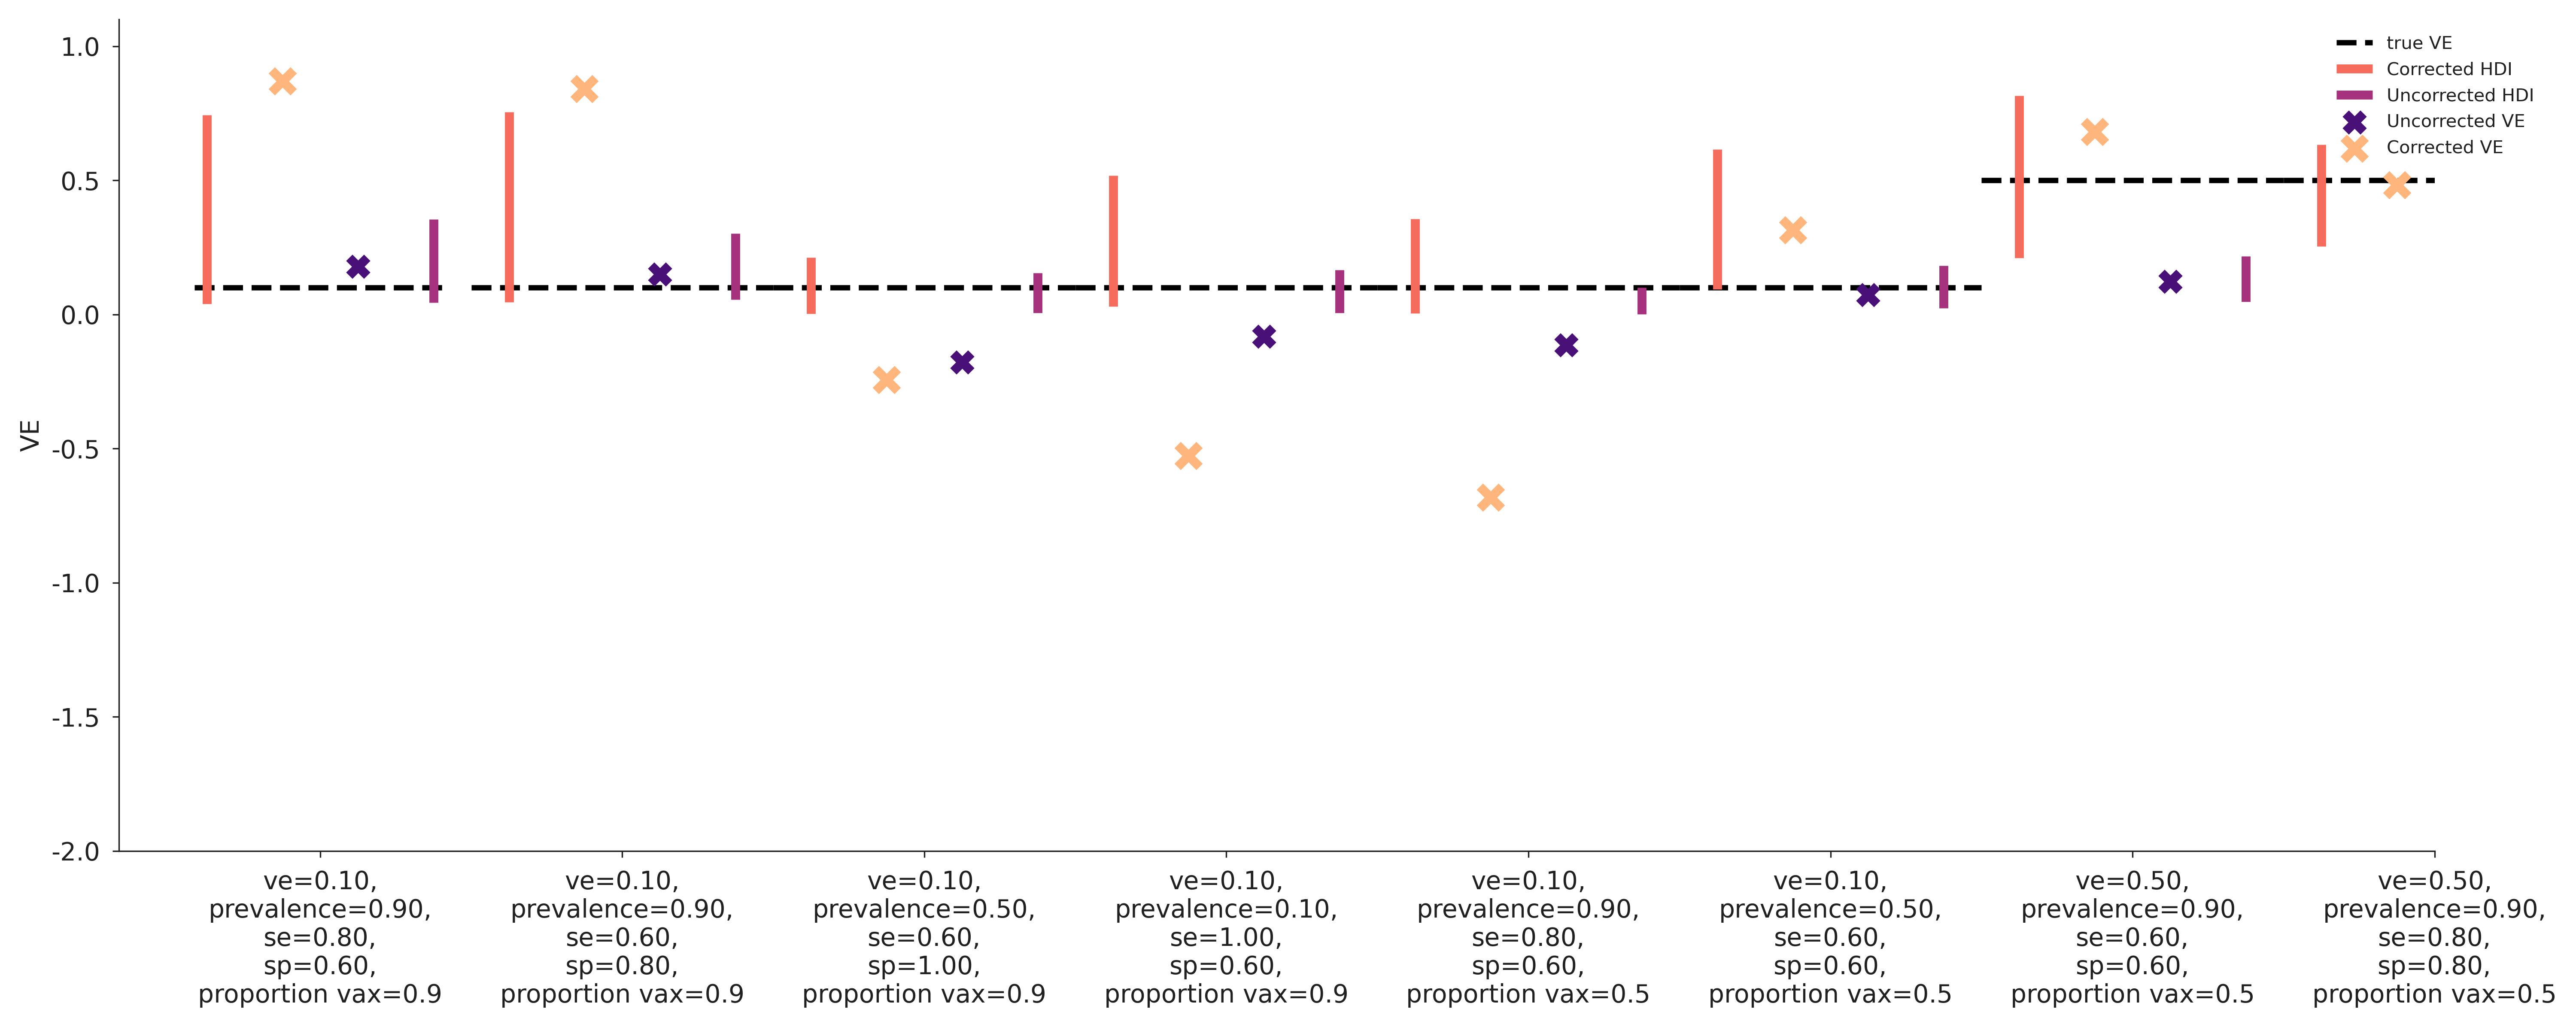 1.0
0.5
0.0
-0.5
-1.0
-1.5
-2.0
VE
true VE
Corrected HDI
Uncorrected HDI
Uncorrected VE
Corrected VE
ve=0.10,
prevalence=0.90,
se=0.80,
sp=0.60,
proportion vax=0.9
ve=0.10,
prevalence=0.90,
se=0.60,
sp=0.80,
proportion vax=0.9
ve=0.10,
prevalence=0.50,
se=0.60,
sp=1.00,
proportion vax=0.9
ve=0.10,
prevalence=0.10,
se=1.00,
sp=0.60,
proportion vax=0.9
ve=0.10,
prevalence=0.90,
se=0.80,
sp=0.60,
proportion vax=0.5
ve=0.10,
prevalence=0.50,
se=0.60,
sp=0.60,
proportion vax=0.5
ve=0.50,
prevalence=0.90,
se=0.60,
sp=0.60,
proportion vax=0.5
ve=0.50,
prevalence=0.90,
se=0.80,
sp=0.80,
proportion vax=0.5